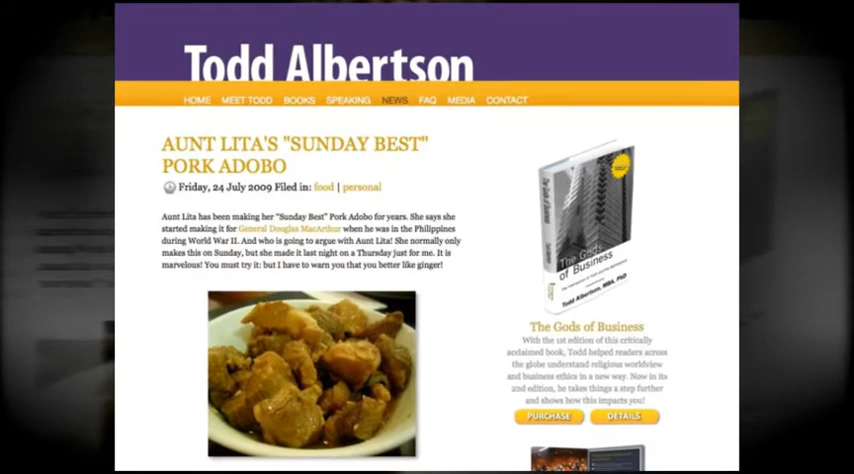 Todd Albertson
HOME MEET TODD BOOKS SPEAKING NEWS FAQ MEDIA CONTACT
AUNT LITA'S "SUNDAY BEST"
PORK ADOBO
Friday, 24 July 2009 Filed in: food | personal
Aunt Lita has been making her "Sunday Best" Pork Adobo for years. She says she
started making it for General Douglas MacArthur when he was in the Philippines
during World War II. And who is going to argue with Aunt Lita! She normally only
makes this on Sunday, but she made it last night on a Thursday just for me. It is
marvelous! You must try it: but I have to warn you that you better like ginger!
The Gods of Business
The Gods
of Business
Todd Albertson, MBA, PhD
The Gods of Business
With the 1st edition of this critically
acclaimed book, Todd helped readers across
the globe understand religious worldview
and business ethics in a new way. Now in its
2nd edition, he takes things a step further
and shows how this impacts you!
PURCHASE DETAILS